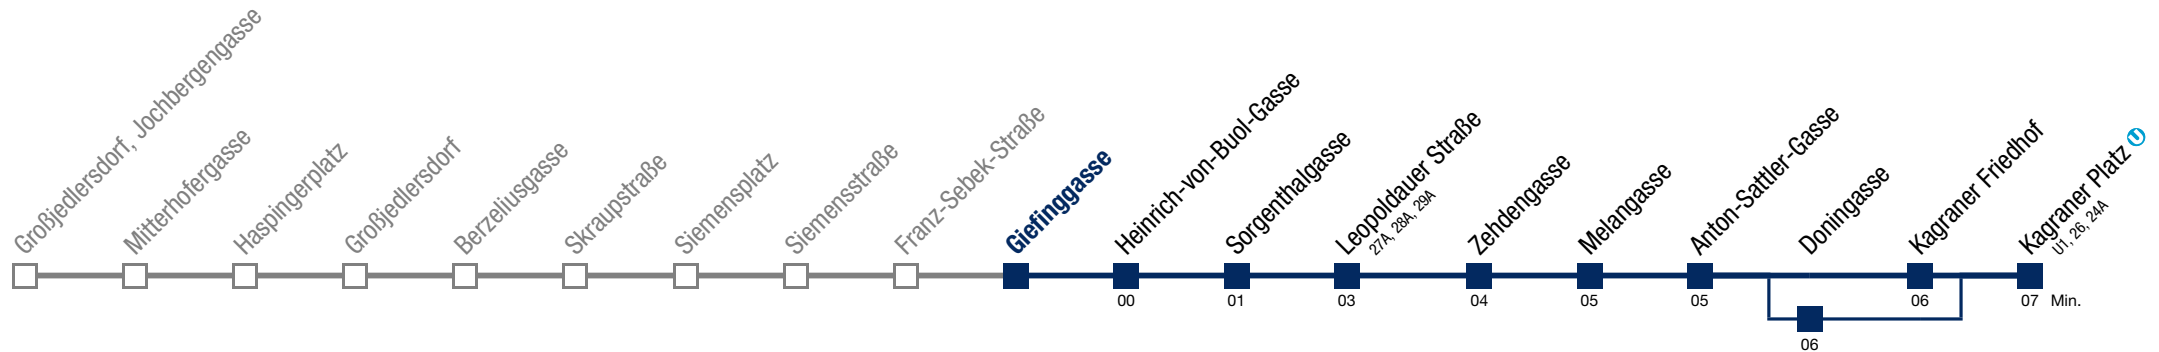 Großjedlersdorf, Jochbergengasse
Mitterhofergasse
Haspingerplatz
Großjedlersdorf
Berzeliusgasse
Skraupstraße
Siemensplatz
Siemensstraße
Franz-Sebek-Straße
Giefinggasse
Heinrich-von-Buol-Gasse
Sorgenthalgasse
Leopoldauer Straße
27A, 28A, 29A
Zehdengasse
Melangasse
Anton-Sattler-Gasse
Doningasse
Kagraner Friedhof
Kagraner Platz U
U1, 26, 24A
00 01 03 04 05 05 06 07 Min.
06